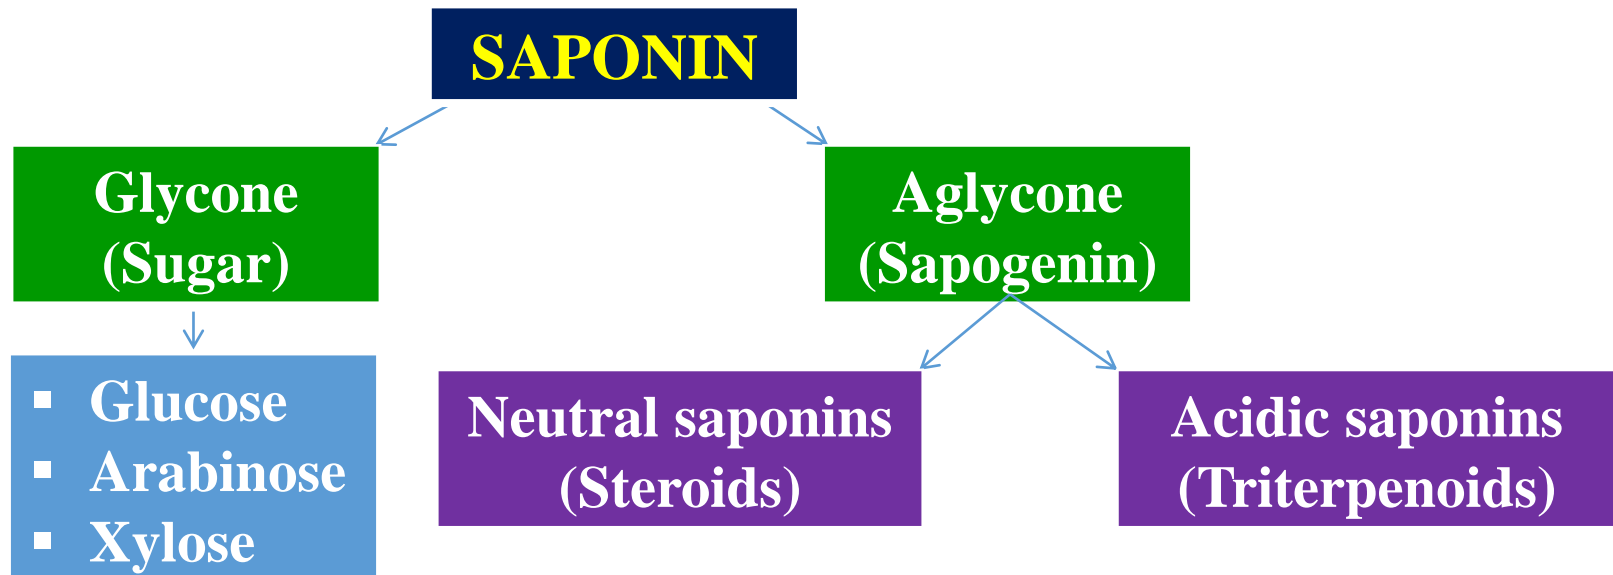 SAPONIN
Glycone
(Sugar)
Aglycone
(Sapogenin)
▪ Glucose
▪ Arabinose
▪ Xylose
Neutral saponins
(Steroids)
Acidic saponins
(Triterpenoids)